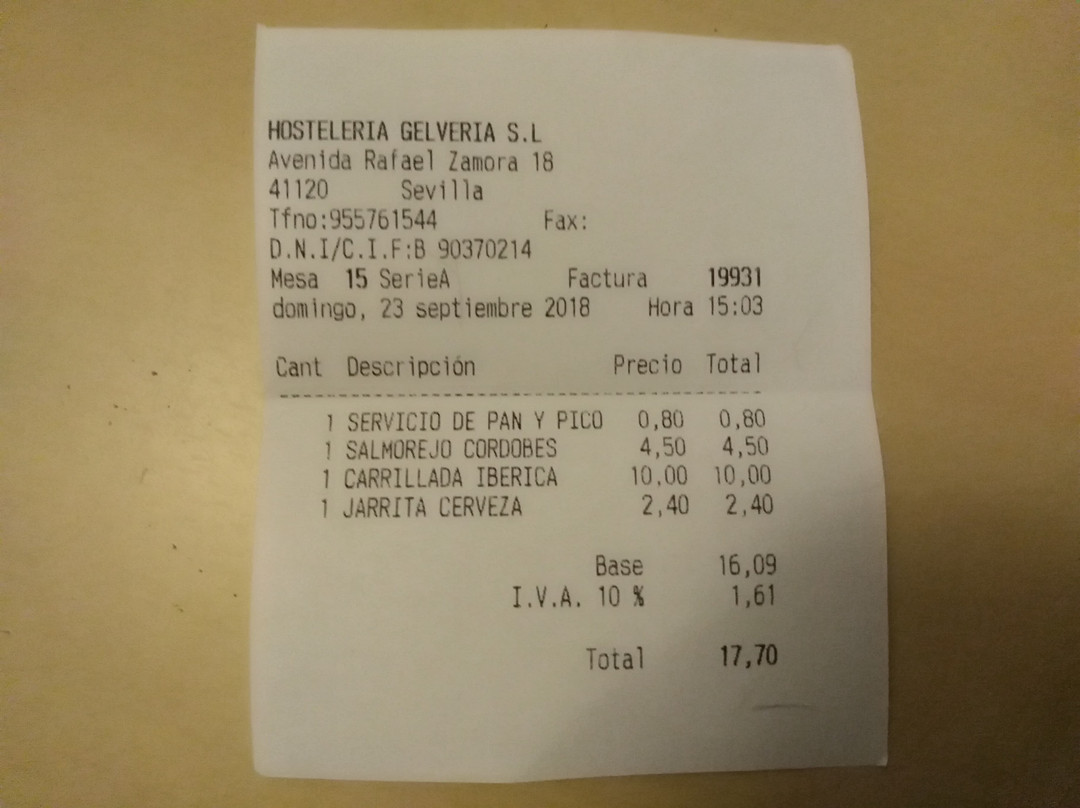 HOSTELERIA GELVERIA S.L
Avenida Rafael Zamora 18
41120 Sevilla
Tfno:955761544 Fax:
D.N.I/C.I.F:B 90370214
Mesa 15 SerieA Factura 19931
domingo, 23 septiembre 2018 Hora 15:03
Cant Descripción Precio Total
1 SERVICIO DE PAN Y PICO 0,80 0,80
1 SALMOREJO CORDOBES 4,50 4,50
1 CARRILLADA IBERICA 10,00 10,00
1 JARRITA CERVEZA 2,40 2,40
Base 16,09
I.V.A. 10 % 1,61
Total 17,70